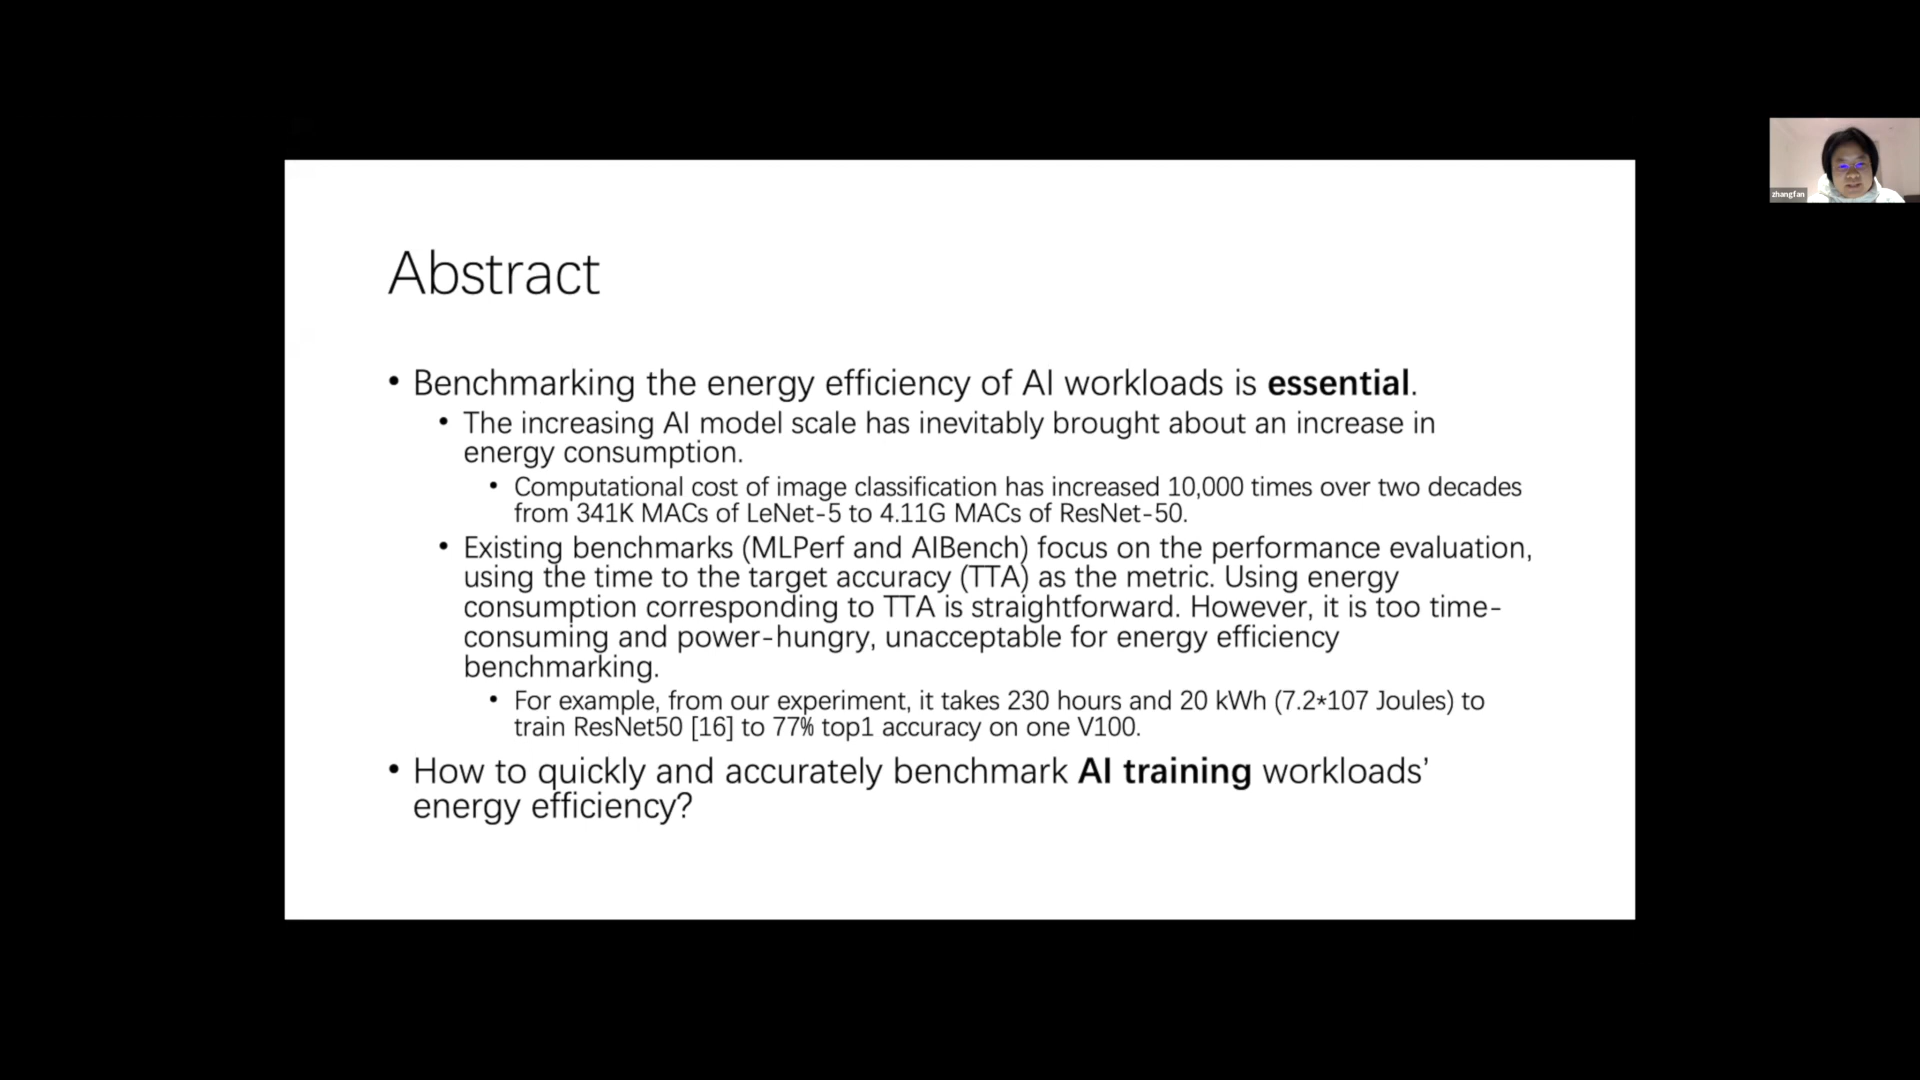 zhangfan
Abstract
• Benchmarking the energy efficiency of AI workloads is essential.
• The increasing AI model scale has inevitably brought about an increase in
energy consumption.
• Computational cost of image classification has increased 10,000 times over two decades
from 341K MACs of LeNet-5 to 4.11G MACs of ResNet-50.
• Existing benchmarks (MLPerf and AIBench) focus on the performance evaluation,
using the time to the target accuracy (TTA) as the metric. Using energy
consumption corresponding to TTA is straightforward. However, it is too time-
consuming and power-hungry, unacceptable for energy efficiency
benchmarking.
• For example, from our experiment, it takes 230 hours and 20 kWh (7.2*107 Joules) to
train ResNet50 [16] to 77% top1 accuracy on one V100.
• How to quickly and accurately benchmark AI training workloads’
energy efficiency?